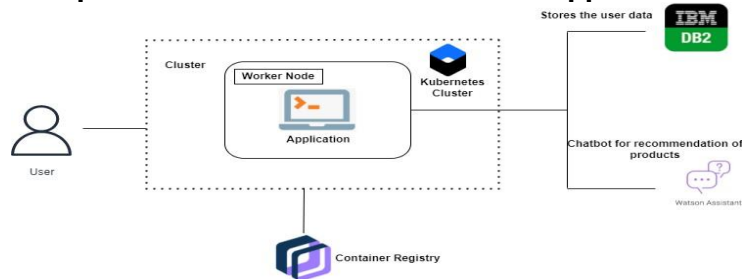 Stores the user data
IBM
DB2
Cluster
Worker Node
Kubernetes
Cluster
Application
User
Chatbot for recommendation of
products
Watson Assistant
Container Registry